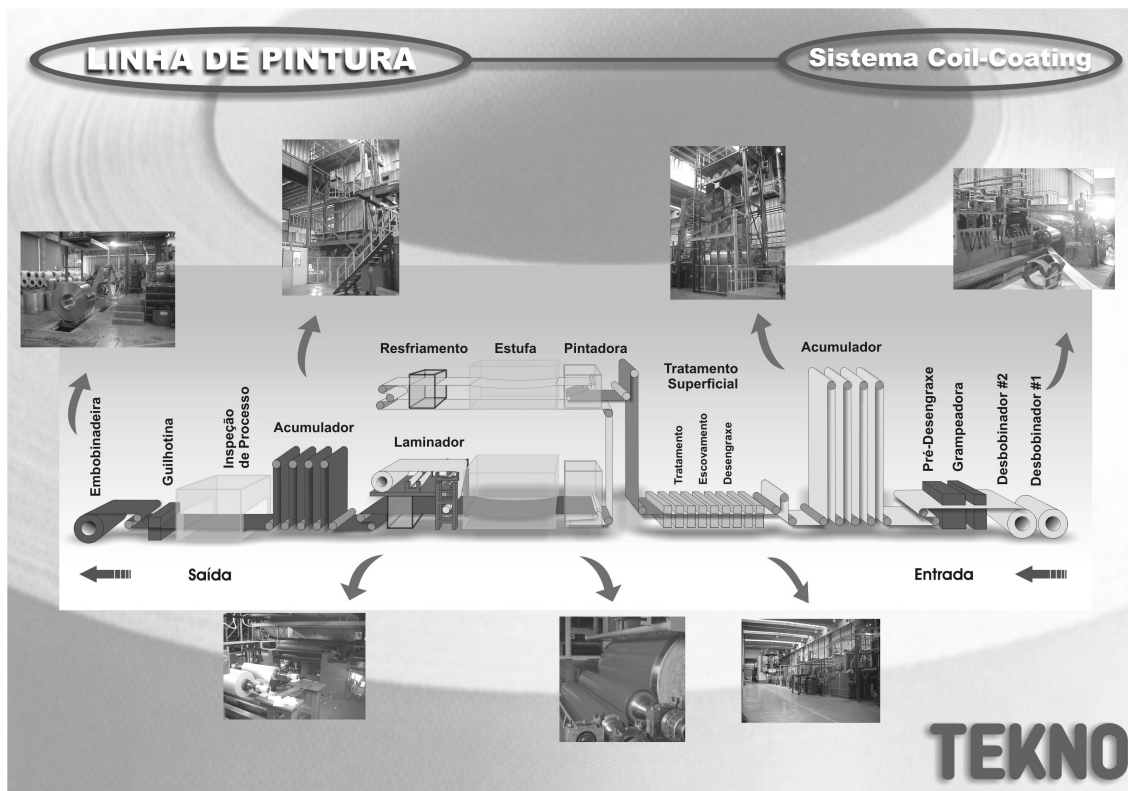 LINHA DE PINTURA
Sistema Coil-Coating
Resfriamento
Estufa
Pintadora
Acumulador
Tratamento
Superficial
Embobinadeira
Guilhotina
Inspeção
de Processo
Acumulador
Laminador
Tratamento
Escovamento
Desengraxe
Pré-Desengraxe
Grampeadora
Desbobinador #2
Desbobinador #1
Saída
Entrada
TEKNO